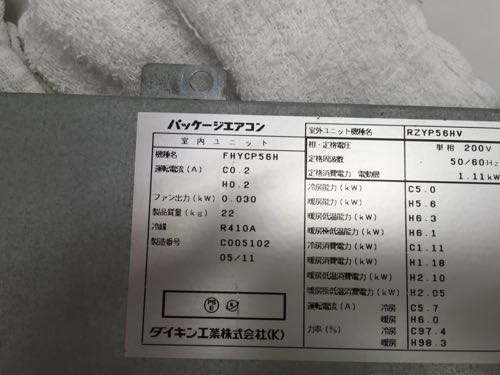 パッケージエアコン
室内ユニット
機種名 FHYCP56H
運転電流(A) C0.2
H0.2
ファン出力(kW) 0.030
製品質量(kg) 22
冷媒 R410A
製造番号 C005102
05/11
ダイキン工業株式会社(K)
室外ユニット機種名 RZYP56HV
相・定格電圧 単相 200V
定格周波数 50/60Hz
定格消費電力 電動機 1.11kW
冷房能力(kW) C5.0
暖房能力(kW) H5.6
暖房低温能力(kW) H6.3
暖房極低温能力(kW) H6.1
冷房消費電力(kW) C1.11
暖房消費電力(kW) H1.18
暖房低温消費電力(kW) H2.10
暖房極低温消費電力(kW) H2.05
運転電流(A) 冷房 C5.7
暖房 H6.0
力率(%) 冷房 C97.4
暖房 H98.3